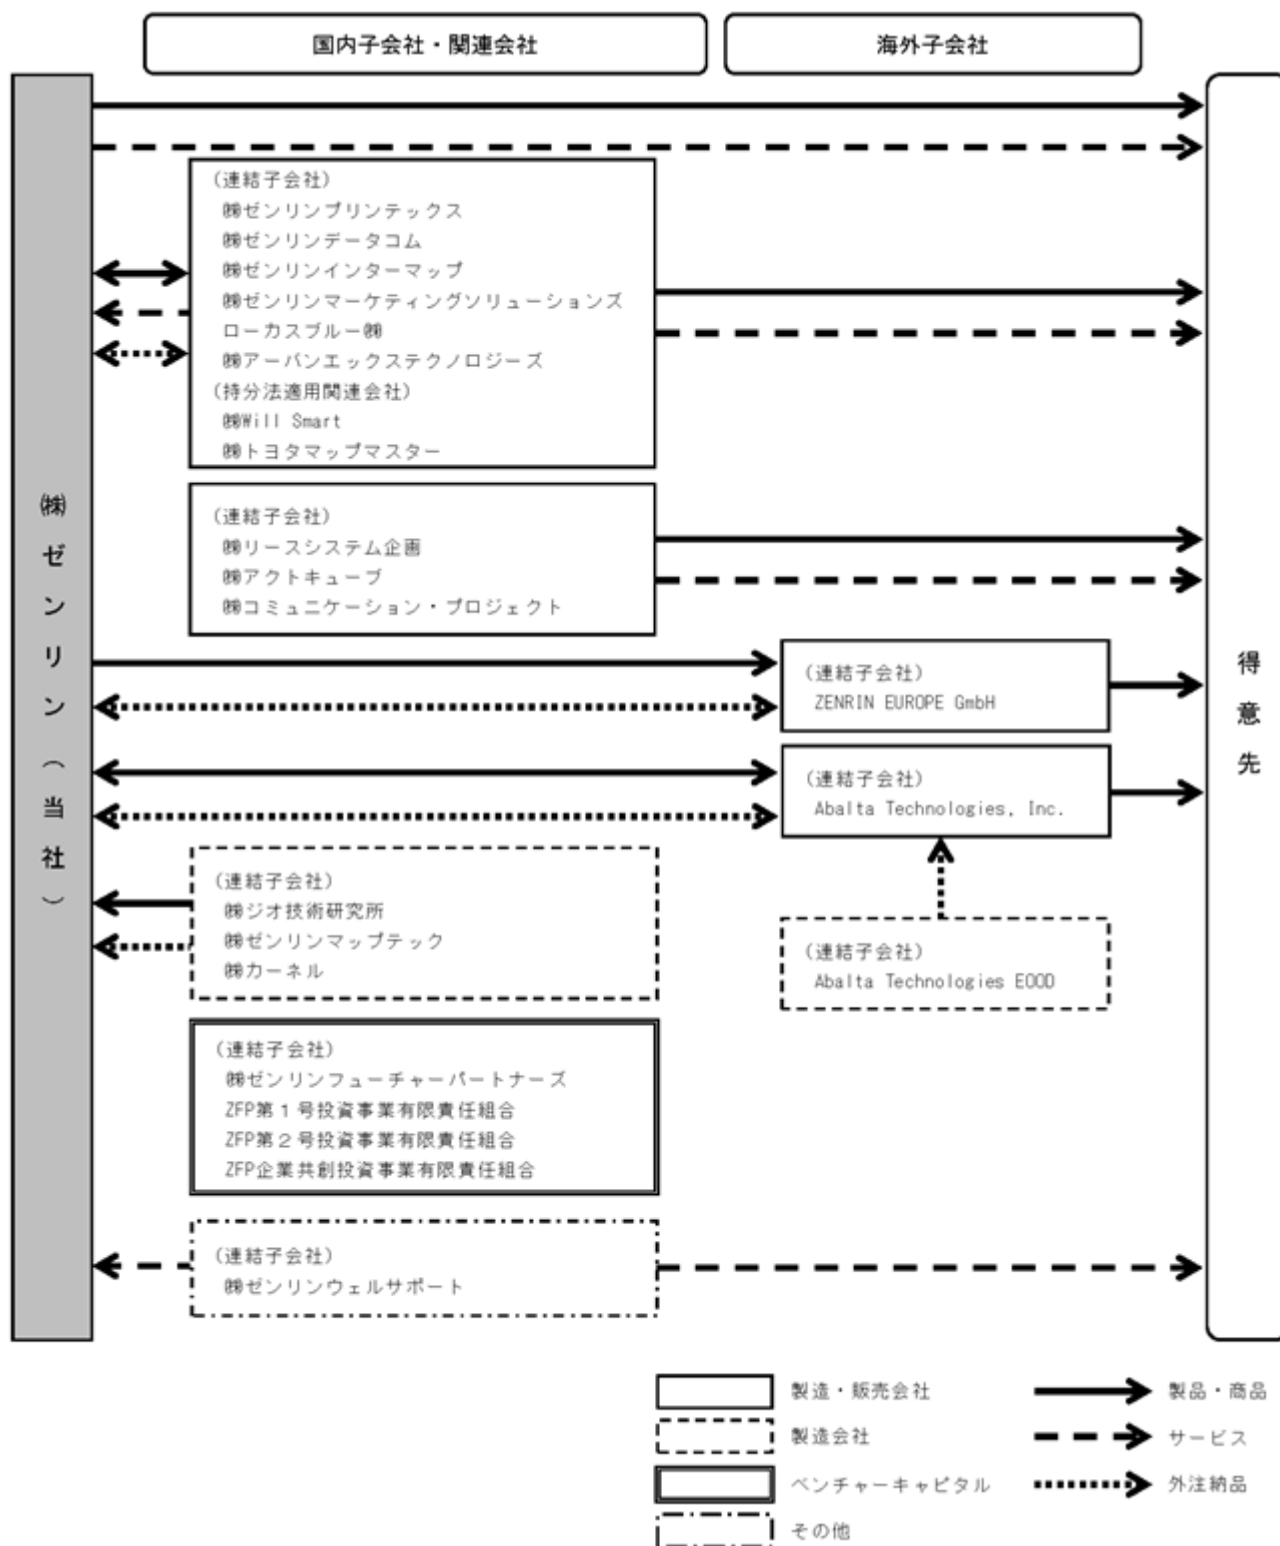 国内子会社・関連会社
海外子会社
㈱ゼンリン（当社）
(連結子会社)
㈱ゼンリンプリンテックス
㈱ゼンリンデータコム
㈱ゼンリンインターマップ
㈱ゼンリンマーケティングソリューションズ
ローカスブルー㈱
㈱アーバンエックステクノロジーズ
(持分法適用関連会社)
㈱Will Smart
㈱トヨタマップマスター
(連結子会社)
㈱リースシステム企画
㈱アクトキューブ
㈱コミュニケーション・プロジェクト
(連結子会社)
ZENRIN EUROPE GmbH
(連結子会社)
Abalta Technologies, Inc.
(連結子会社)
㈱ジオ技術研究所
㈱ゼンリンマップテック
㈱カーネル
(連結子会社)
Abalta Technologies EOOD
(連結子会社)
㈱ゼンリンフューチャーパートナーズ
ZFP第１号投資事業有限責任組合
ZFP第２号投資事業有限責任組合
ZFP企業共創投資事業有限責任組合
(連結子会社)
㈱ゼンリンウェルサポート
得意先
製造・販売会社
製品・商品
製造会社
サービス
ベンチャーキャピタル
外注納品
その他